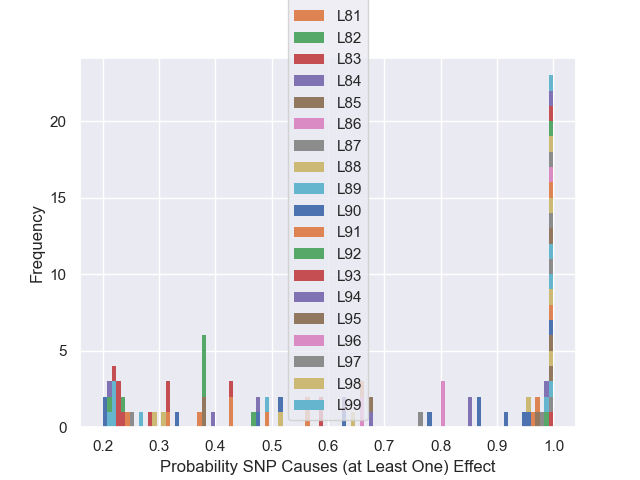 L81
L82
L83
L84
L85
L86
L87
L88
L89
L90
L91
L92
L93
L94
L95
L96
L97
L98
L99
20
15
10
5
0
Frequency
0.2 0.3 0.4 0.5 0.6 0.7 0.8 0.9 1.0
Probability SNP Causes (at Least One) Effect